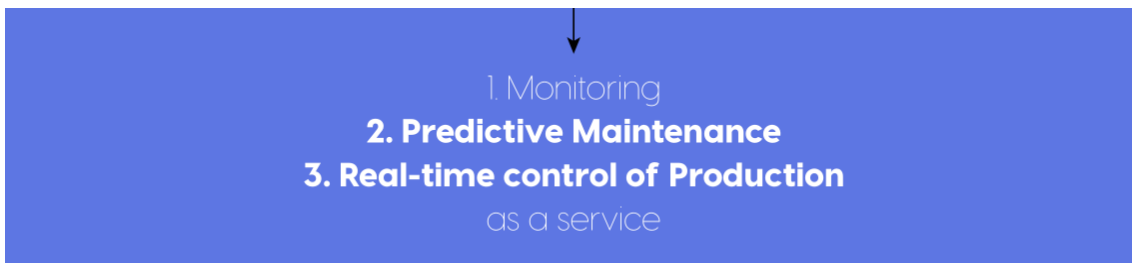 1. Monitoring
2. Predictive Maintenance
3. Real-time control of Production
as a service